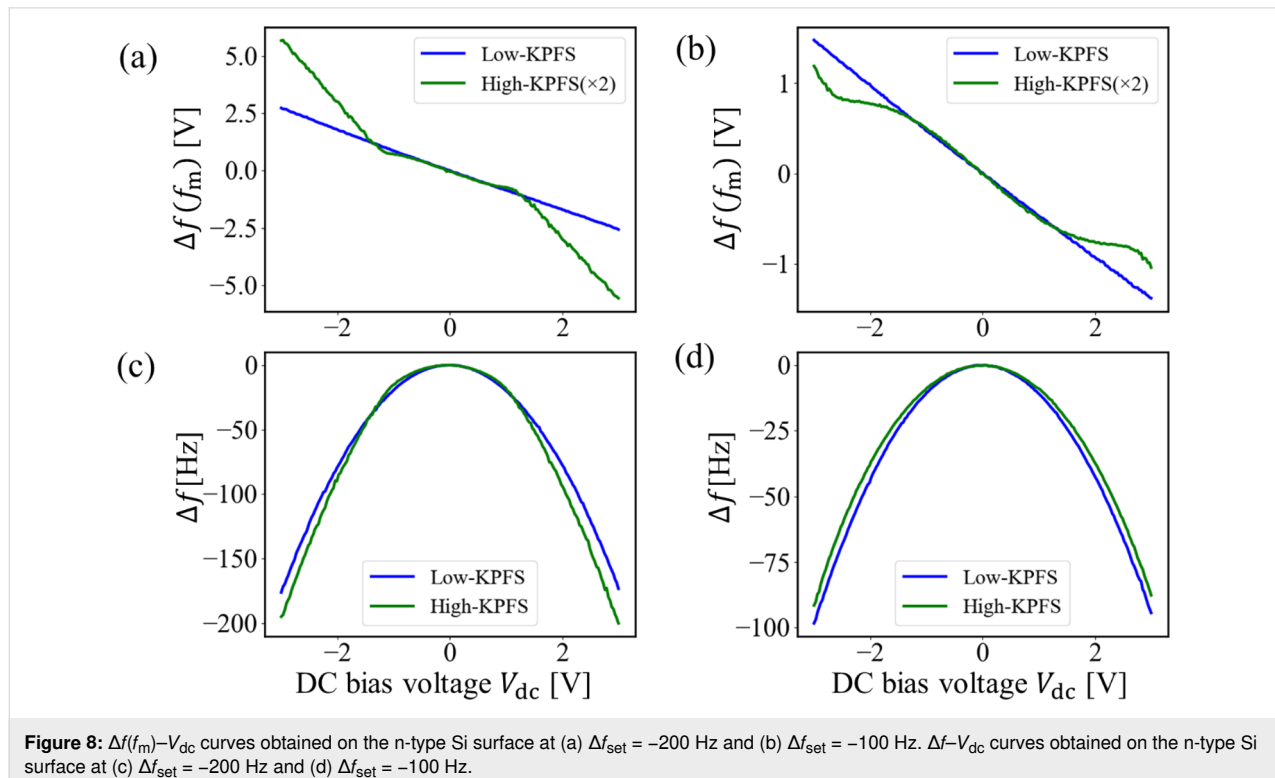 (a)
Δf(fm) [V]
5.0
2.5
0.0
−2.5
−5.0
Low-KPFS
High-KPFS(×2)
−2 0 2
(b)
Δf(fm) [V]
1
0
−1
Low-KPFS
High-KPFS(×2)
−2 0 2
(c)
Δf [Hz]
0
−50
−100
−150
−200
Low-KPFS
High-KPFS
−2 0 2
DC bias voltage Vdc [V]
(d)
Δf [Hz]
0
−25
−50
−75
−100
Low-KPFS
High-KPFS
−2 0 2
DC bias voltage Vdc [V]
Figure 8: Δf(fm)–Vdc curves obtained on the n-type Si surface at (a) Δfset = −200 Hz and (b) Δfset = −100 Hz. Δf–Vdc curves obtained on the n-type Si
surface at (c) Δfset = −200 Hz and (d) Δfset = −100 Hz.